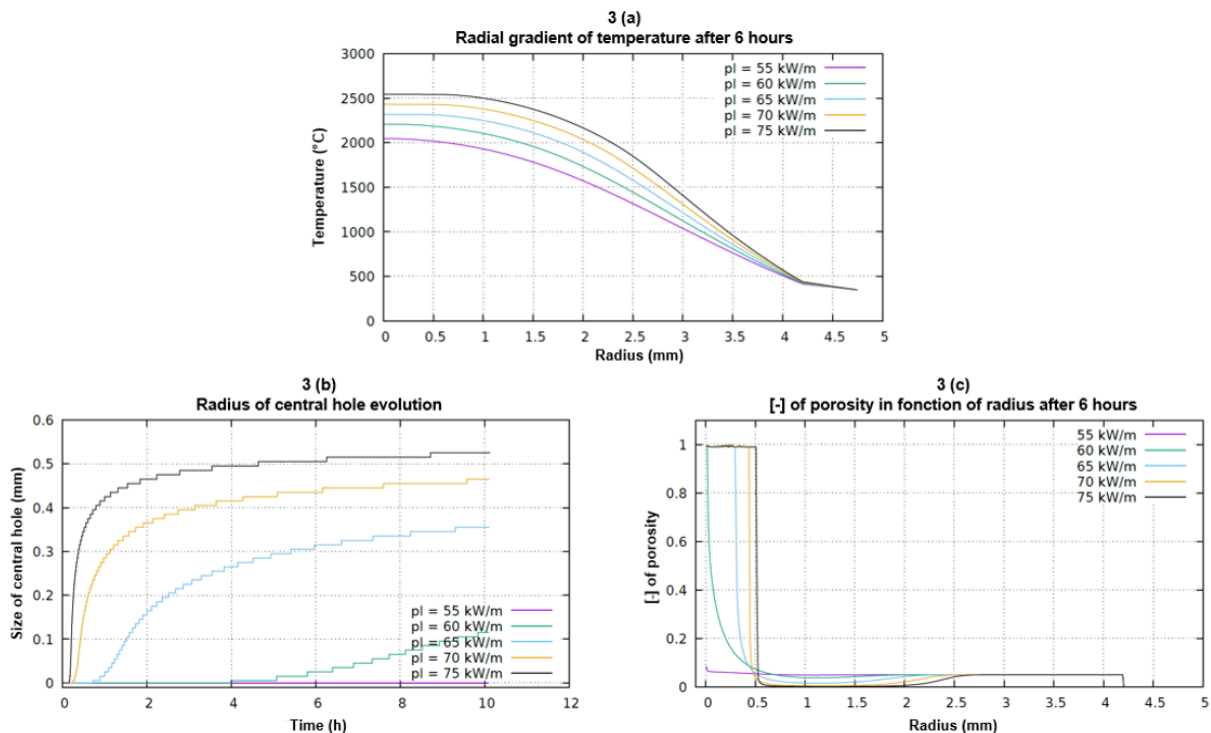 3 (a)
Radial gradient of temperature after 6 hours
3000
2500
2000
1500
1000
500
0
Temperature (°C)
pl = 55 kW/m
pl = 60 kW/m
pl = 65 kW/m
pl = 70 kW/m
pl = 75 kW/m
0 0.5 1 1.5 2 2.5 3 3.5 4 4.5 5
Radius (mm)
3 (b)
Radius of central hole evolution
0.6
0.5
0.4
0.3
0.2
0.1
0
Size of central hole (mm)
pl = 55 kW/m
pl = 60 kW/m
pl = 65 kW/m
pl = 70 kW/m
pl = 75 kW/m
0 2 4 6 8 10 12
Time (h)
3 (c)
[-] of porosity in fonction of radius after 6 hours
1
0.8
0.6
0.4
0.2
0
[-] of porosity
55 kW/m
60 kW/m
65 kW/m
70 kW/m
75 kW/m
0 0.5 1 1.5 2 2.5 3 3.5 4 4.5 5
Radius (mm)